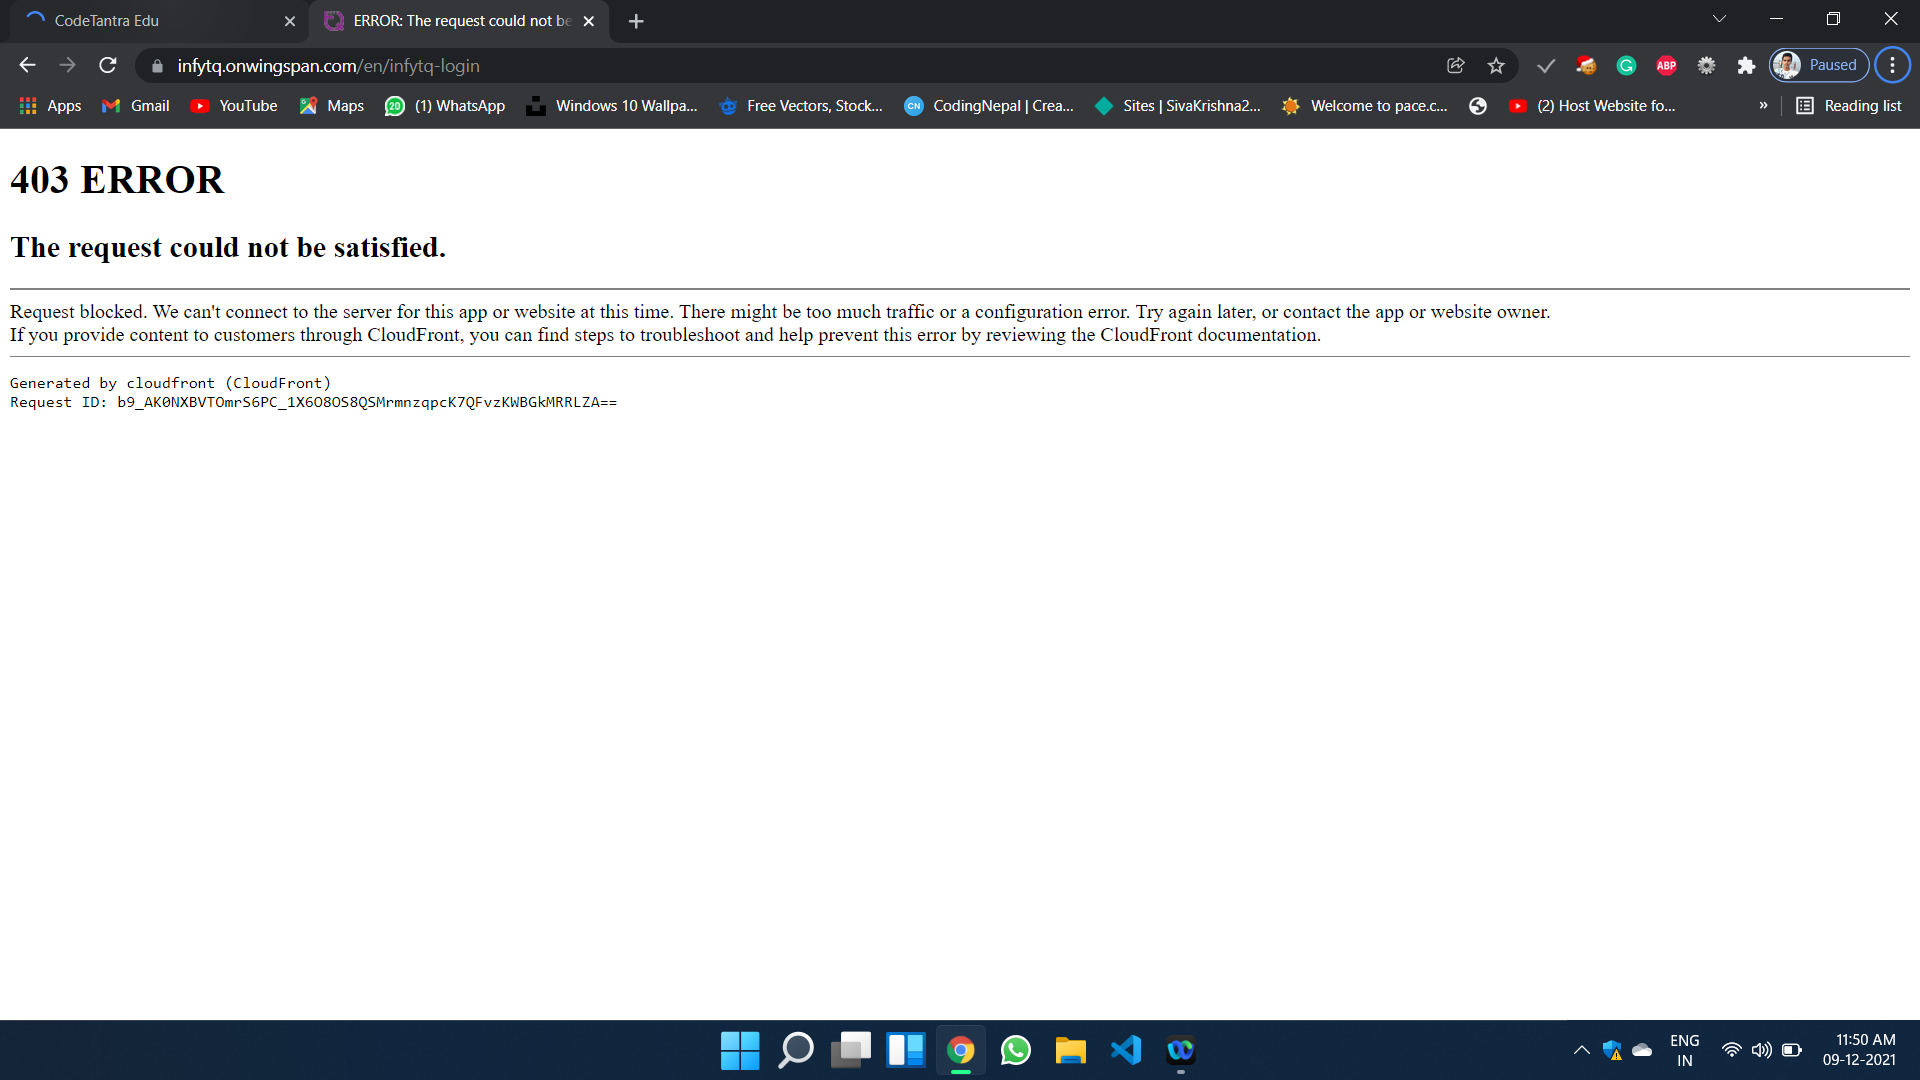 CodeTantra Edu
ERROR: The request could not be
infytq.onwingspan.com/en/infytq-login
ABP
Paused
Apps
Gmail
YouTube
Maps
20
(1) WhatsApp
Windows 10 Wallpa...
Free Vectors, Stock...
CN
CodingNepal | Crea...
Sites | SivaKrishna2...
Welcome to pace.c...
(2) Host Website fo...
»
Reading list
403 ERROR
The request could not be satisfied.
Request blocked. We can't connect to the server for this app or website at this time. There might be too much traffic or a configuration error. Try again later, or contact the app or website owner.
If you provide content to customers through CloudFront, you can find steps to troubleshoot and help prevent this error by reviewing the CloudFront documentation.
Generated by cloudfront (CloudFront)
Request ID: b9_AK0NXBVTOmrS6PC_1X6O8OS8QSMrmnzqpcK7QFvzKWBGkMRRLZA==
ENG
IN
11:50 AM
09-12-2021